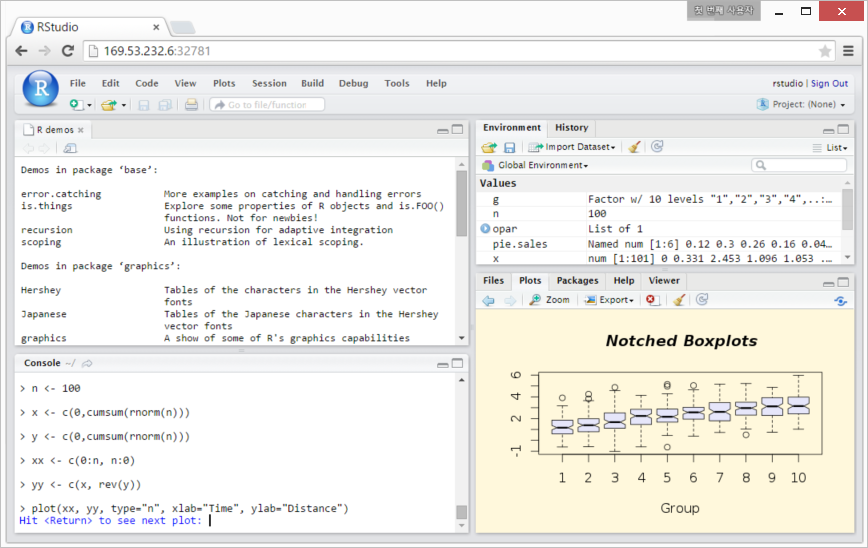 첫 번째 사용자
RStudio
169.53.232.6:32781
R
File Edit Code View Plots Session Build Debug Tools Help
rstudio | Sign Out
Go to file/function
Project: (None)
R demos
Demos in package ‘base’:
error.catching More examples on catching and handling errors
is.things Explore some properties of R objects and is.FOO()
functions. Not for newbies!
recursion Using recursion for adaptive integration
scoping An illustration of lexical scoping.
Demos in package ‘graphics’:
Hershey Tables of the characters in the Hershey vector
fonts
Japanese Tables of the Japanese characters in the Hershey
vector fonts
graphics A show of some of R's graphics capabilities
Console ~/
> n <- 100
> x <- c(0,cumsum(rnorm(n)))
> y <- c(0,cumsum(rnorm(n)))
> xx <- c(0:n, n:0)
> yy <- c(x, rev(y))
> plot(xx, yy, type="n", xlab="Time", ylab="Distance")
Hit <Return> to see next plot:
Environment History
Import Dataset List
Global Environment
Values
g Factor w/ 10 levels "1","2","3","4",..:…
n 100
opar List of 1
pie.sales Named num [1:6] 0.12 0.3 0.26 0.16 0.04…
x num [1:101] 0 0.331 2.453 1.096 1.053 ...
Files Plots Packages Help Viewer
Zoom Export
Notched Boxplots
6
4
2
-1
1 2 3 4 5 6 7 8 9 10
Group